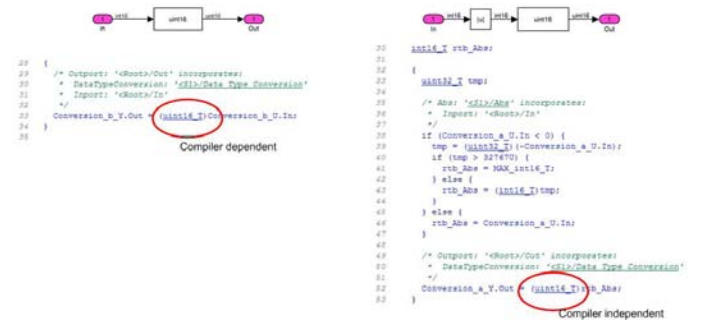 int16 uint16 uint16
In Out
28 {
29 /* Outport: '<Root>/Out' incorporates:
30 * DataTypeConversion: '<S1>/Data Type Conversion'
31 * Inport: '<Root>/In'
32 */
33 Conversion_b_Y.Out = (uint16_T)Conversion_b_U.In;
34 }
35
Compiler dependent
int16 |u| int16 uint16 uint16
In Out
30 int16_T rtb_Abs;
31
32 {
33 uint32_T tmp;
34
35 /* Abs: '<S1>/Abs' incorporates:
36 * Inport: '<Root>/In'
37 */
38 if (Conversion_a_U.In < 0) {
39 tmp = (uint32_T)(-Conversion_a_U.In);
40 if (tmp > 32767U) {
41 rtb_Abs = MAX_int16_T;
42 } else {
43 rtb_Abs = (int16_T)tmp;
44 }
45 } else {
46 rtb_Abs = Conversion_a_U.In;
47 }
48
49 /* Outport: '<Root>/Out' incorporates:
50 * DataTypeConversion: '<S1>/Data Type Conversion'
51 */
52 Conversion_a_Y.Out = (uint16_T)rtb_Abs;
53 }
Compiler independent